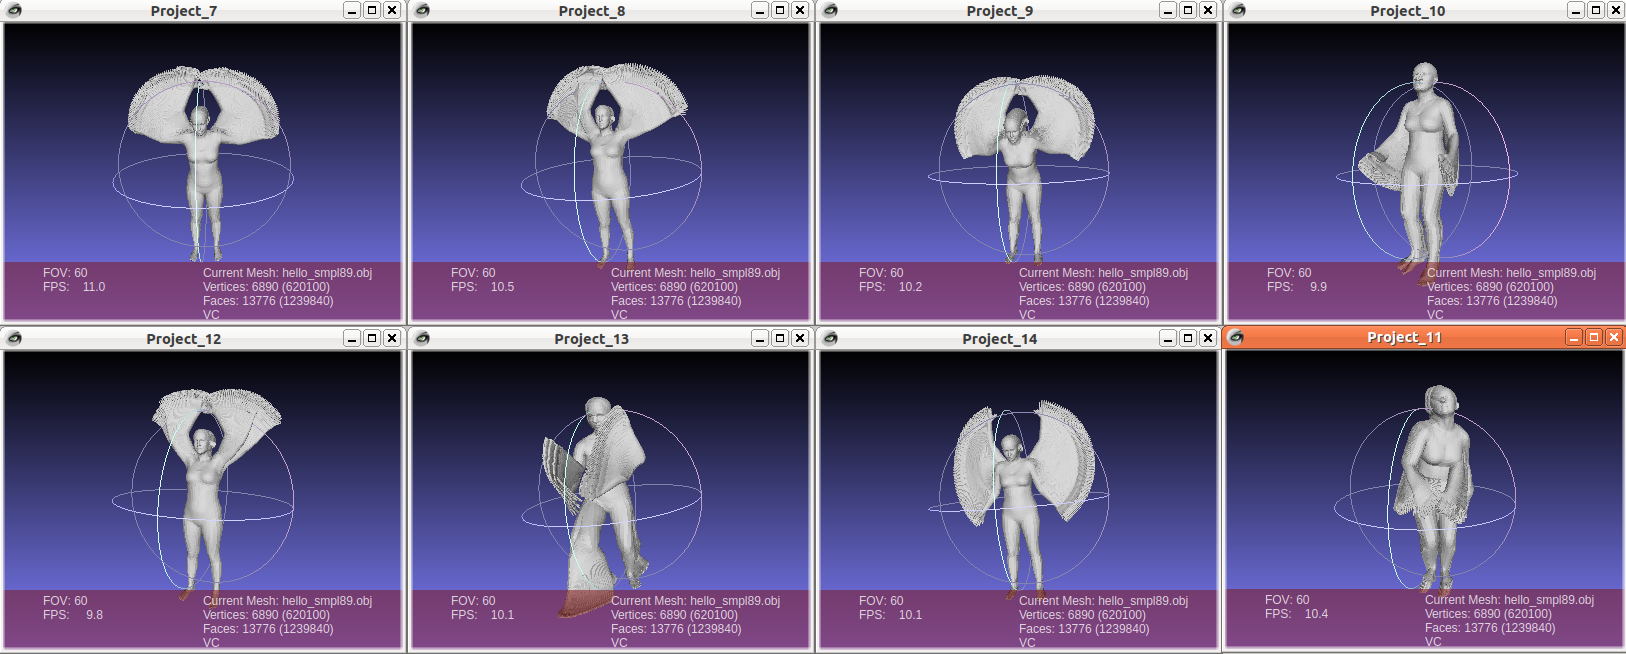 Project_7
FOV: 60
FPS: 11.0
Current Mesh: hello_smpl89.obj
Vertices: 6890 (620100)
Faces: 13776 (1239840)
VC
Project_8
FOV: 60
FPS: 10.5
Current Mesh: hello_smpl89.obj
Vertices: 6890 (620100)
Faces: 13776 (1239840)
VC
Project_9
FOV: 60
FPS: 10.2
Current Mesh: hello_smpl89.obj
Vertices: 6890 (620100)
Faces: 13776 (1239840)
VC
Project_10
FOV: 60
FPS: 9.9
Current Mesh: hello_smpl89.obj
Vertices: 6890 (620100)
Faces: 13776 (1239840)
VC
Project_12
FOV: 60
FPS: 9.8
Current Mesh: hello_smpl89.obj
Vertices: 6890 (620100)
Faces: 13776 (1239840)
VC
Project_13
FOV: 60
FPS: 10.1
Current Mesh: hello_smpl89.obj
Vertices: 6890 (620100)
Faces: 13776 (1239840)
VC
Project_14
FOV: 60
FPS: 10.1
Current Mesh: hello_smpl89.obj
Vertices: 6890 (620100)
Faces: 13776 (1239840)
VC
Project_11
FOV: 60
FPS: 10.4
Current Mesh: hello_smpl89.obj
Vertices: 6890 (620100)
Faces: 13776 (1239840)
VC